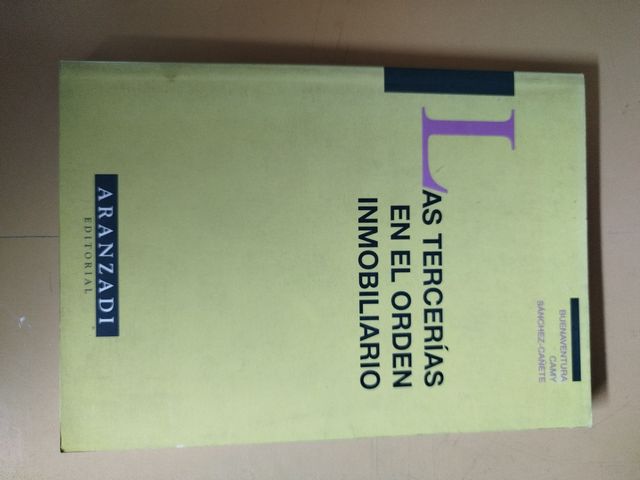 BUENAVENTURA
CAMY
SÁNCHEZ-CAÑETE
LAS TERCERÍAS
EN EL ORDEN
INMOBILIARIO
ARANZADI
EDITORIAL